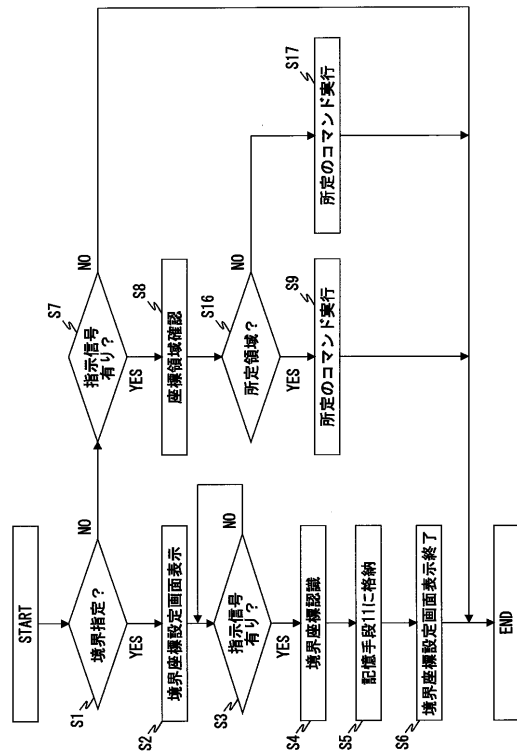 START
S1
境界指定？
NO
YES
S2
境界座標設定画面表示
S3
指示信号
有り？
NO
YES
S4
境界座標認識
S5
記憶手段11に格納
S6
境界座標設定画面表示終了
END
S7
指示信号
有り？
NO
YES
S8
座標領域確認
S16
所定領域？
NO
YES
S9
所定のコマンド実行
S17
所定のコマンド実行